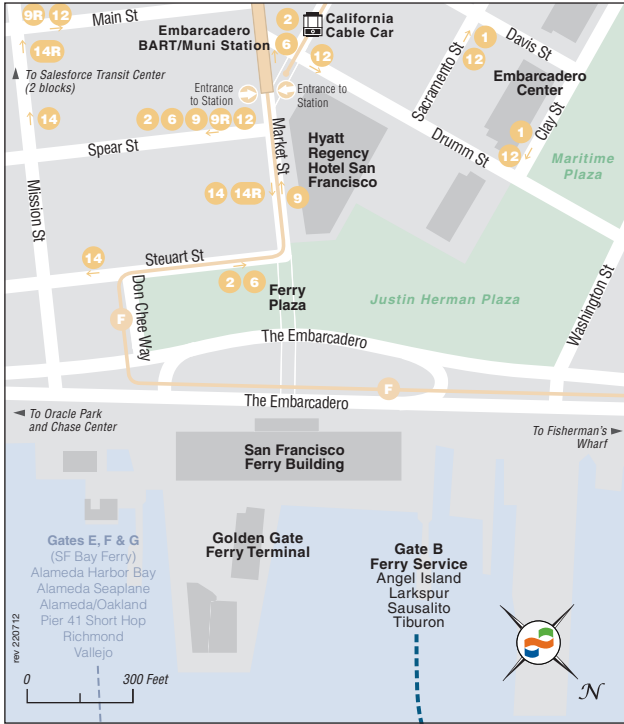 9R 12
Main St
2
California
Cable Car
Embarcadero
BART/Muni Station
6
12
14R
To Salesforce Transit Center
(2 blocks)
Entrance
to Station
Entrance to
Station
Sacramento St
1
12
Davis St
Embarcadero
Center
14
2 6 9 9R 12
Spear St
Market St
Hyatt
Regency
Hotel San
Francisco
Drumm St
1
12
Clay St
Maritime
Plaza
Mission St
14 14R
9
14
Steuart St
2 6
Ferry
Plaza
Justin Herman Plaza
Washington St
Don Chee Way
F
The Embarcadero
F
The Embarcadero
To Oracle Park
and Chase Center
To Fisherman's
Wharf
San Francisco
Ferry Building
Gates E, F & G
(SF Bay Ferry)
Alameda Harbor Bay
Alameda Seaplane
Alameda/Oakland
Pier 41 Short Hop
Richmond
Vallejo
Golden Gate
Ferry Terminal
Gate B
Ferry Service
Angel Island
Larkspur
Sausalito
Tiburon
rev 220712
0 300 Feet
N